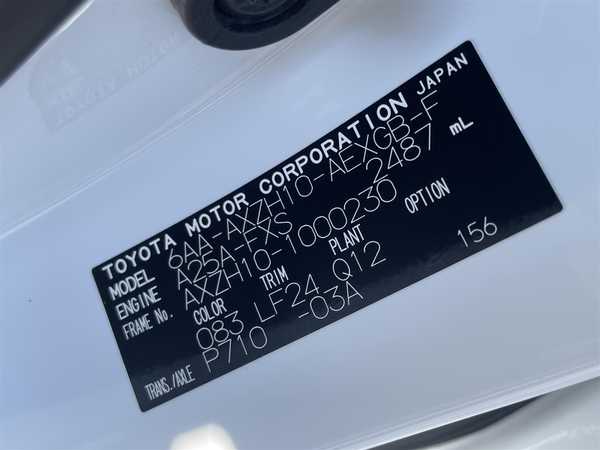 TOYOTA MOTOR CORPORATION JAPAN
MODEL 6AA-AXZH10-AEXGB-F
ENGINE A25A-FXS 2487 mL
FRAME No. AXZH10-1000230
COLOR TRIM PLANT OPTION
083 LF24 Q12 156
TRANS./AXLE P710 -03A